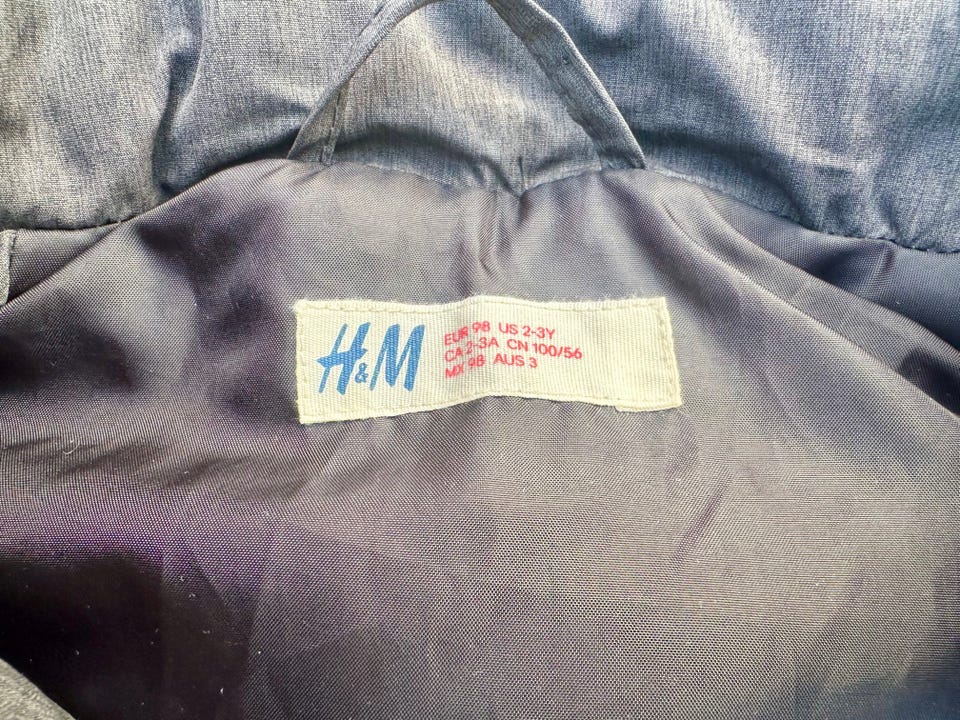 H&M
EUR 98 US 2-3Y
CA 2-3A CN 100/56
MX 98 AUS 3